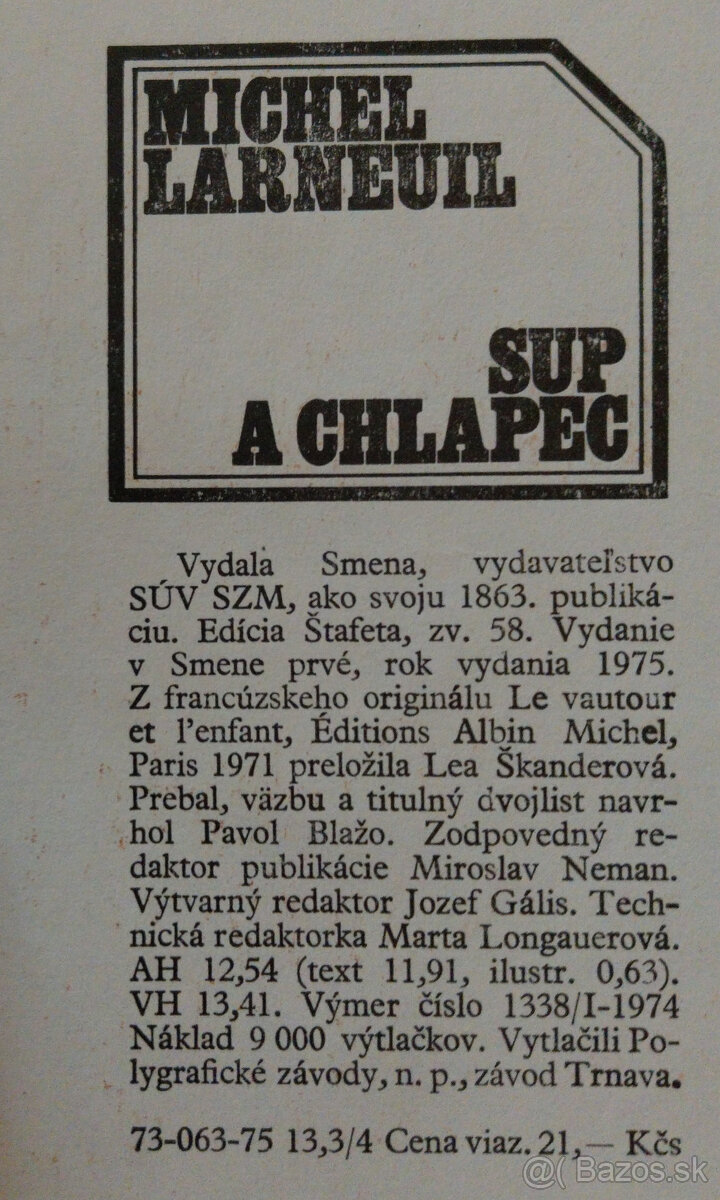 MICHEL
LARNEUIL
SUP
A CHLAPEC
Vydala Smena, vydavateľstvo
SÚV SZM, ako svoju 1863. publiká-
ciu. Edícia Štafeta, zv. 58. Vydanie
v Smene prvé, rok vydania 1975.
Z francúzskeho originálu Le vautour
et l'enfant, Éditions Albin Michel,
Paris 1971 preložila Lea Škanderová.
Prebal, väzbu a titulný dvojlist navr-
hol Pavol Blažo. Zodpovedný re-
daktor publikácie Miroslav Neman.
Výtvarný redaktor Jozef Gális. Tech-
nická redaktorka Marta Longauerová.
AH 12,54 (text 11,91, ilustr. 0,63).
VH 13,41. Výmer číslo 1338/I-1974
Náklad 9 000 výtlačkov. Vytlačili Po-
lygrafické závody, n. p., závod Trnava.
73-063-75 13,3/4 Cena viaz. 21,— Kčs
@( Bazos.sk